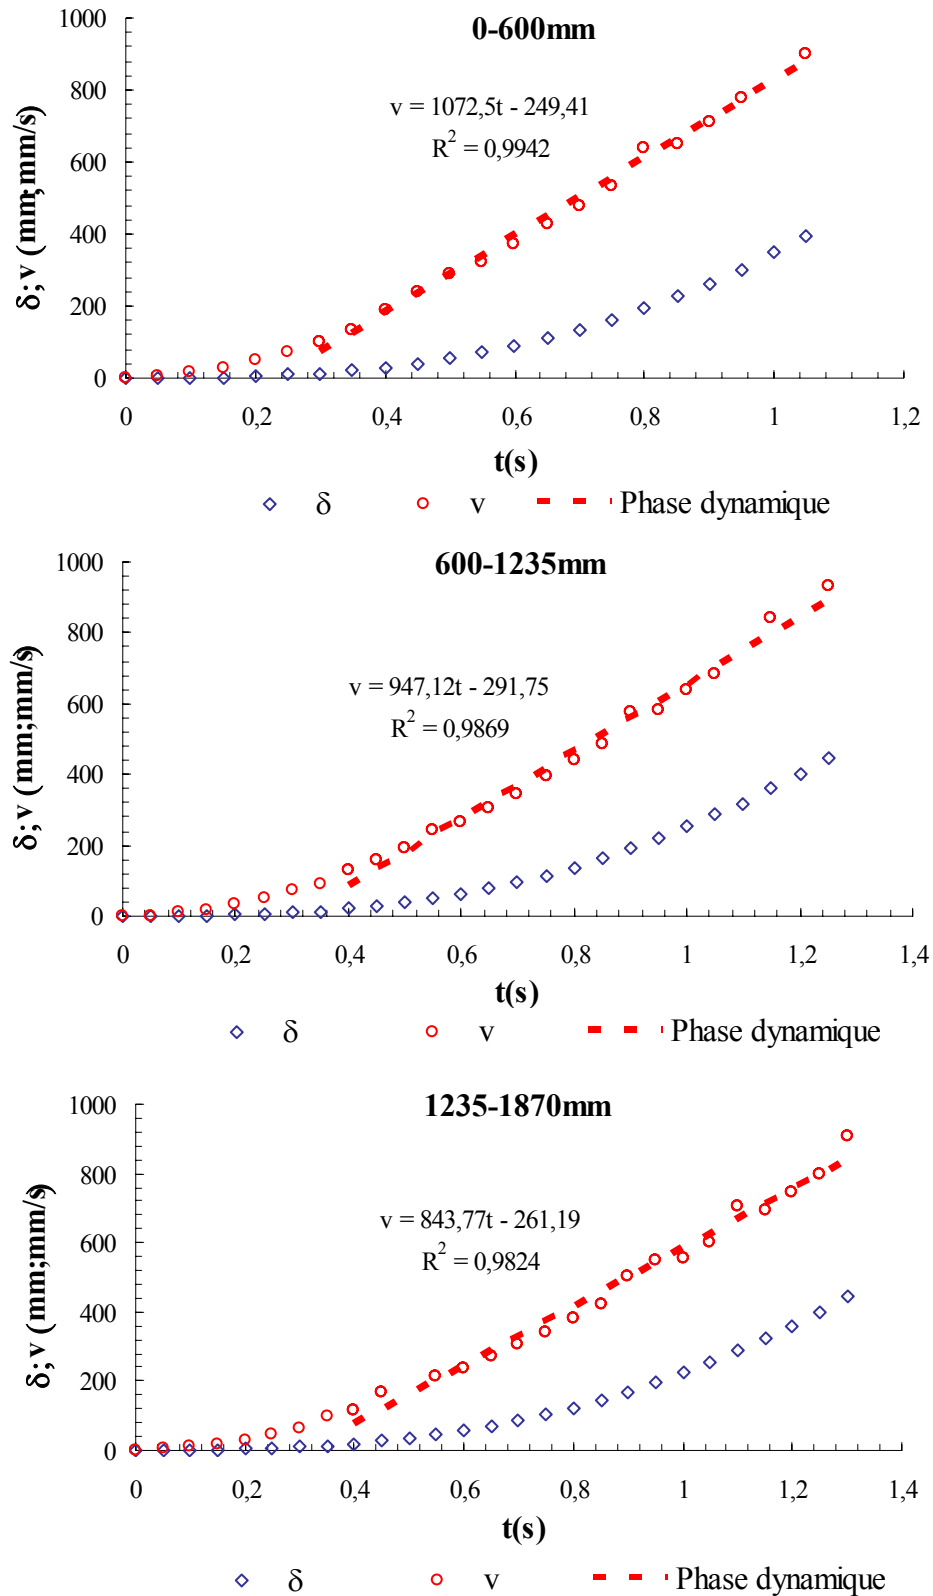 0-600mm
1000
800
600
400
200
0
v = 1072,5t - 249,41
R² = 0,9942
δ; v (mm;mm/s)
0 0,2 0,4 0,6 0,8 1 1,2
t(s)
δ v Phase dynamique
600-1235mm
1000
800
600
400
200
0
v = 947,12t - 291,75
R² = 0,9869
δ; v (mm;mm/s)
0 0,2 0,4 0,6 0,8 1 1,2 1,4
t(s)
δ v Phase dynamique
1235-1870mm
1000
800
600
400
200
0
v = 843,77t - 261,19
R² = 0,9824
δ; v (mm;mm/s)
0 0,2 0,4 0,6 0,8 1 1,2 1,4
t(s)
δ v Phase dynamique